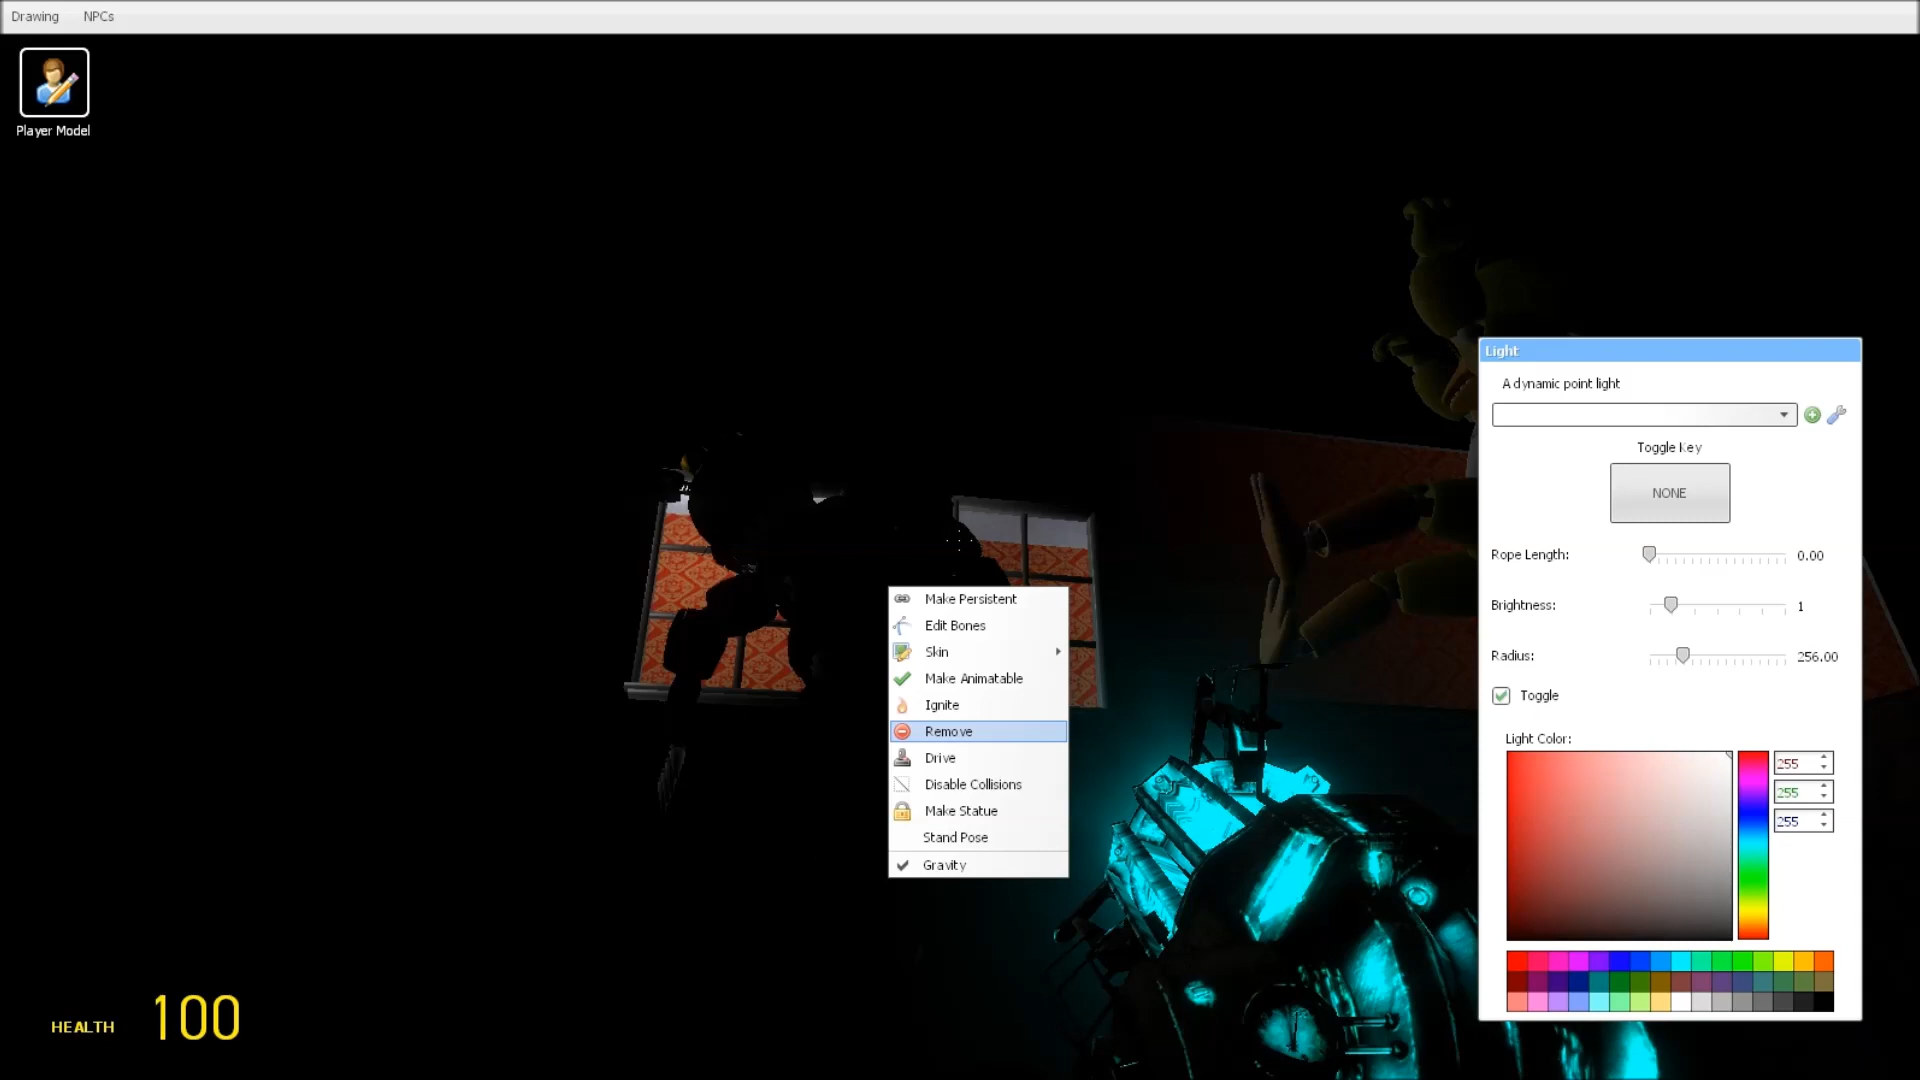 Drawing NPCs
Player Model
Make Persistent
Edit Bones
Skin
Make Animatable
Ignite
Remove
Drive
Disable Collisions
Make Statue
Stand Pose
Gravity
Light
A dynamic point light
Toggle Key
NONE
Rope Length: 0.00
Brightness: 1
Radius: 256.00
Toggle
Light Color:
255
255
255
HEALTH 100